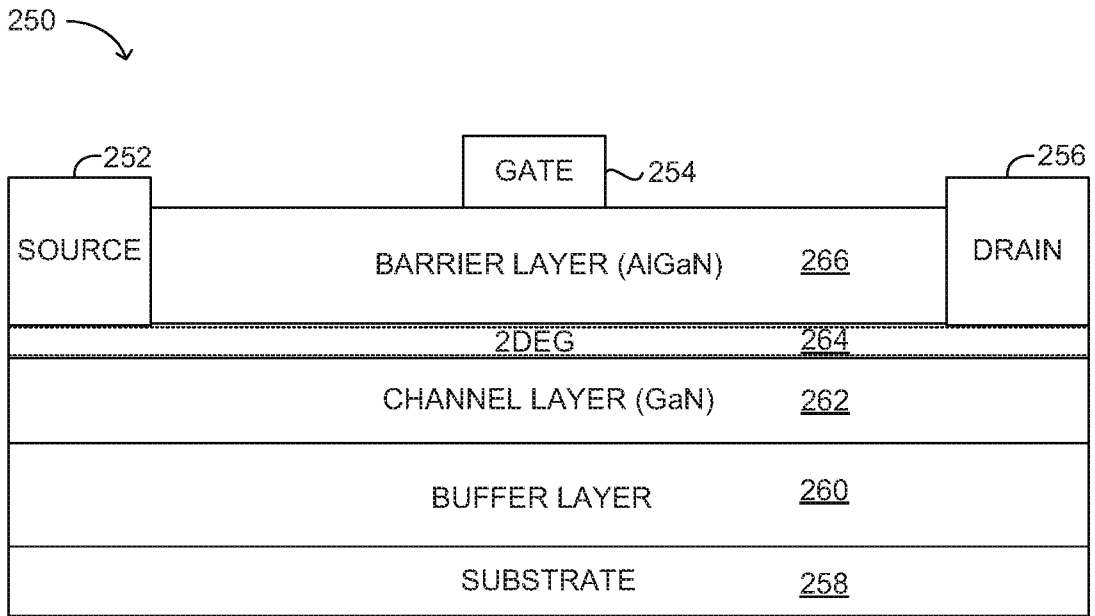 250
252
GATE
254
256
SOURCE
BARRIER LAYER (AlGaN) 266
DRAIN
2DEG 264
CHANNEL LAYER (GaN) 262
BUFFER LAYER 260
SUBSTRATE 258